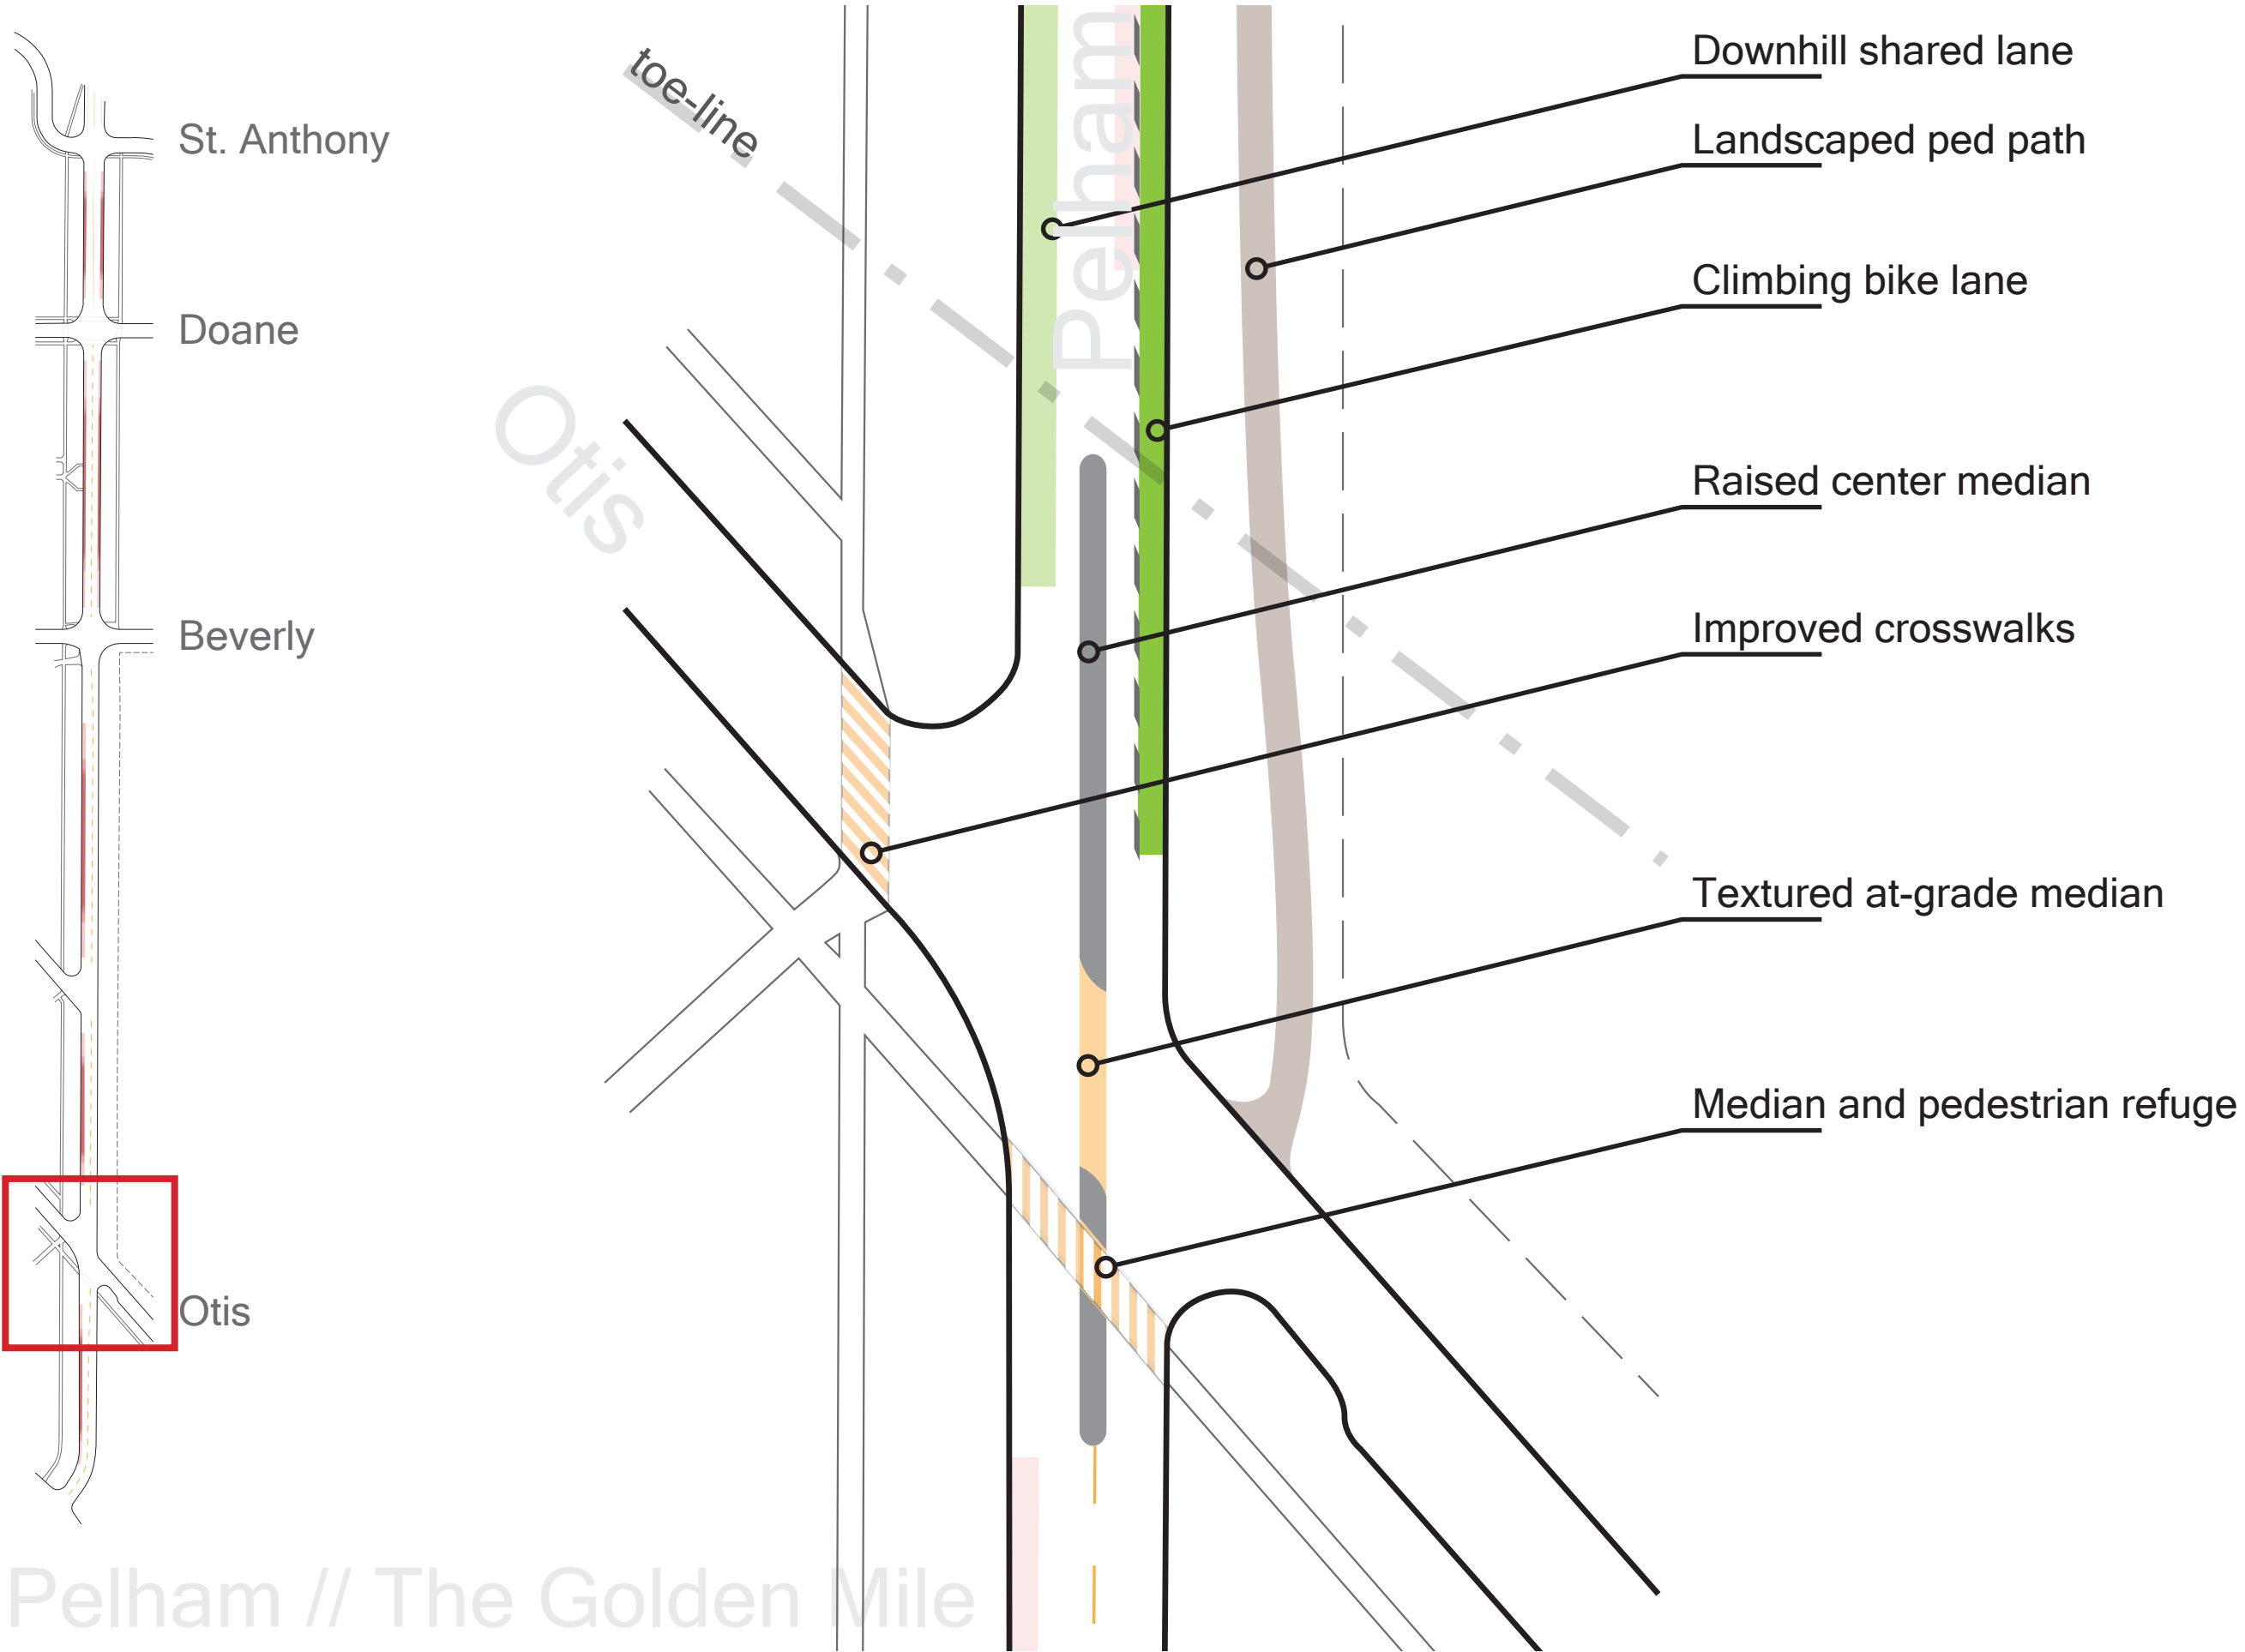 St. Anthony
Doane
Beverly
Otis
toe-line
Otis
Pelham
Downhill shared lane
Landscaped ped path
Climbing bike lane
Raised center median
Improved crosswalks
Textured at-grade median
Median and pedestrian refuge
Pelham // The Golden Mile